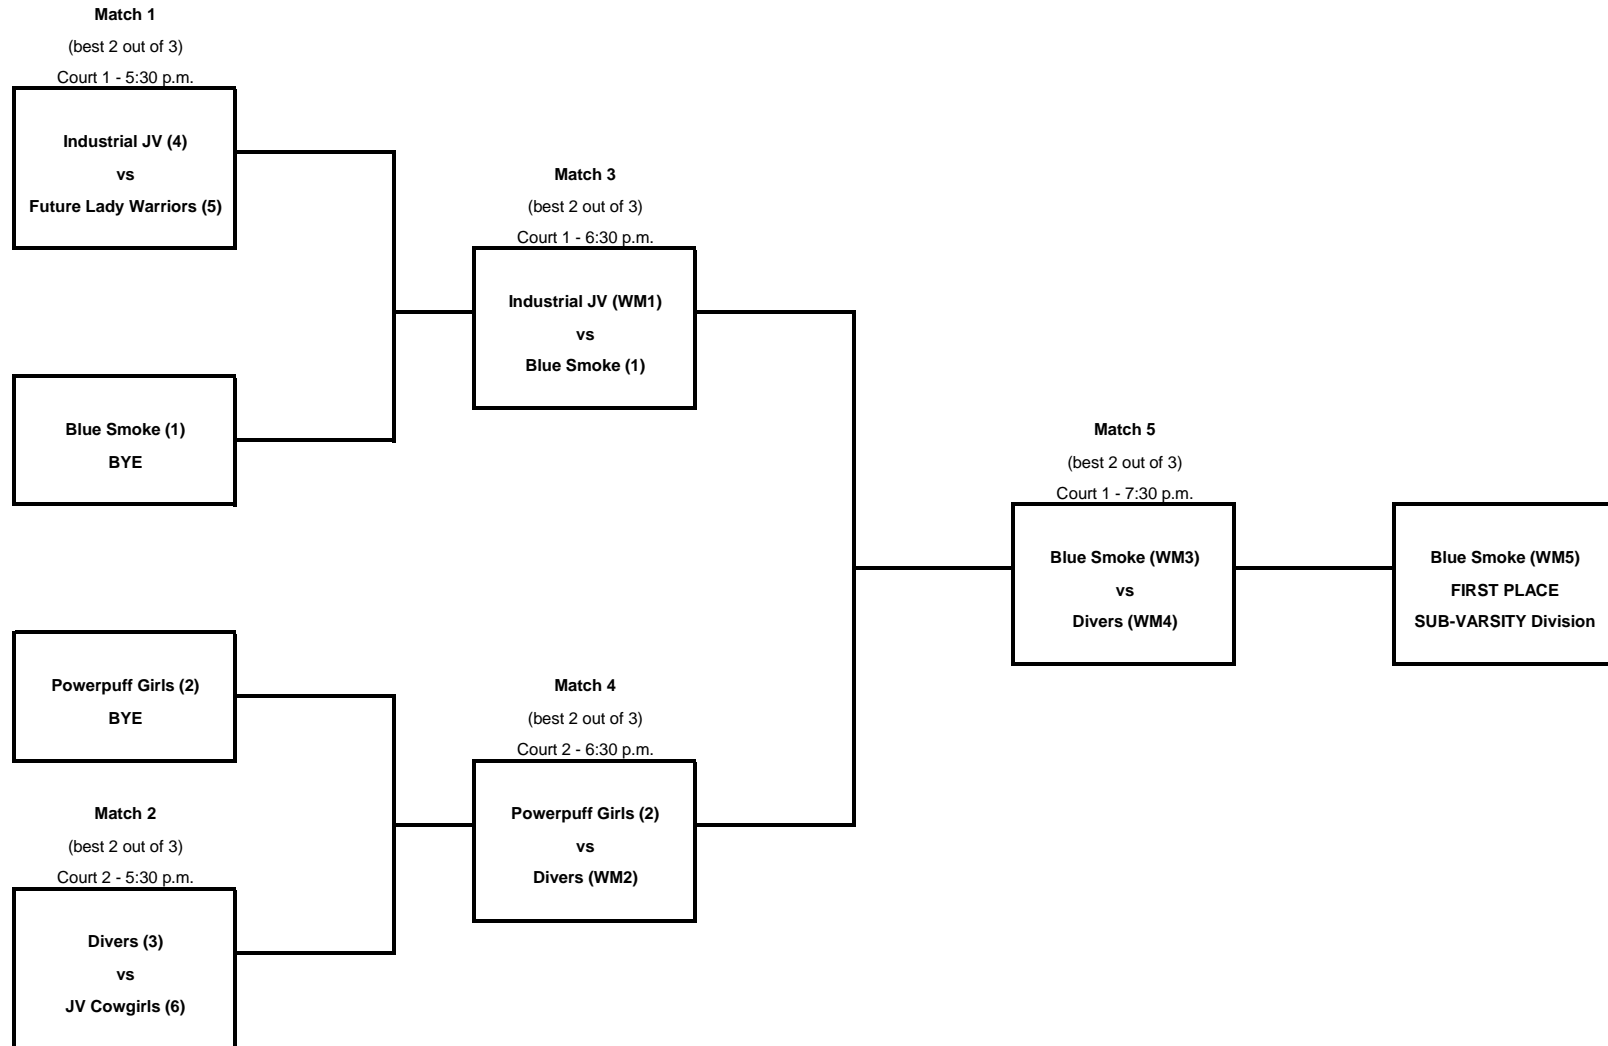 Match 1
(best 2 out of 3)
Court 1 - 5:30 p.m.
Industrial JV (4)
vs
Future Lady Warriors (5)
Blue Smoke (1)
BYE
Powerpuff Girls (2)
BYE
Match 2
(best 2 out of 3)
Court 2 - 5:30 p.m.
Divers (3)
vs
JV Cowgirls (6)
Match 3
(best 2 out of 3)
Court 1 - 6:30 p.m.
Industrial JV (WM1)
vs
Blue Smoke (1)
Match 4
(best 2 out of 3)
Court 2 - 6:30 p.m.
Powerpuff Girls (2)
vs
Divers (WM2)
Match 5
(best 2 out of 3)
Court 1 - 7:30 p.m.
Blue Smoke (WM3)
vs
Divers (WM4)
Blue Smoke (WM5)
FIRST PLACE
SUB-VARSITY Division